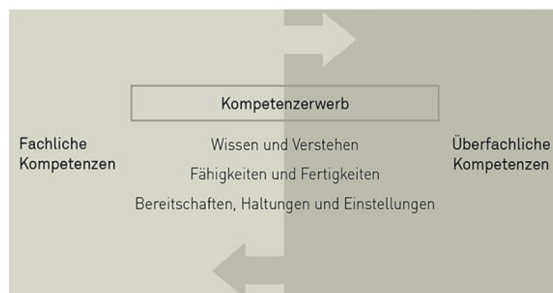 Kompetenzerwerb
Fachliche
Kompetenzen
Wissen und Verstehen
Fähigkeiten und Fertigkeiten
Bereitschaften, Haltungen und Einstellungen
Überfachliche
Kompetenzen